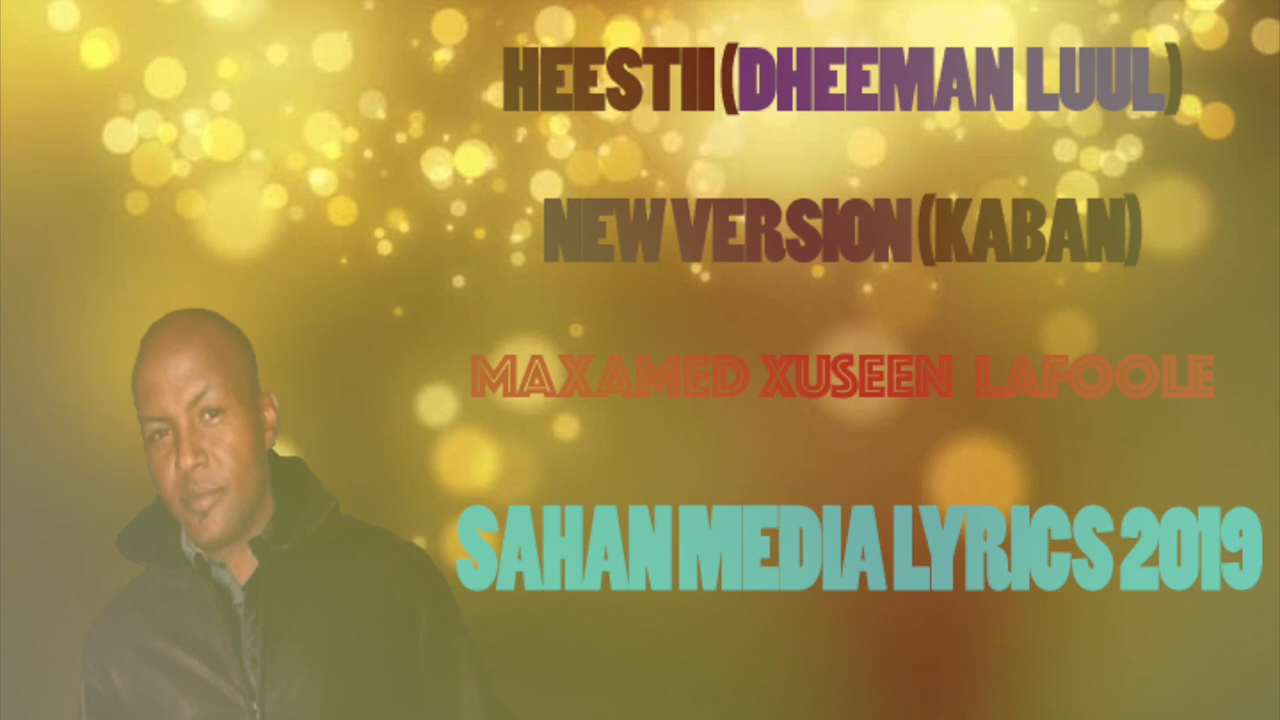 HEESTII (DHEEMAN LUUL)
NEW VERSION (KABAN)
MAXAMED XUSEEN LAFOOLE
SAHAN MEDIA LYRICS 2019